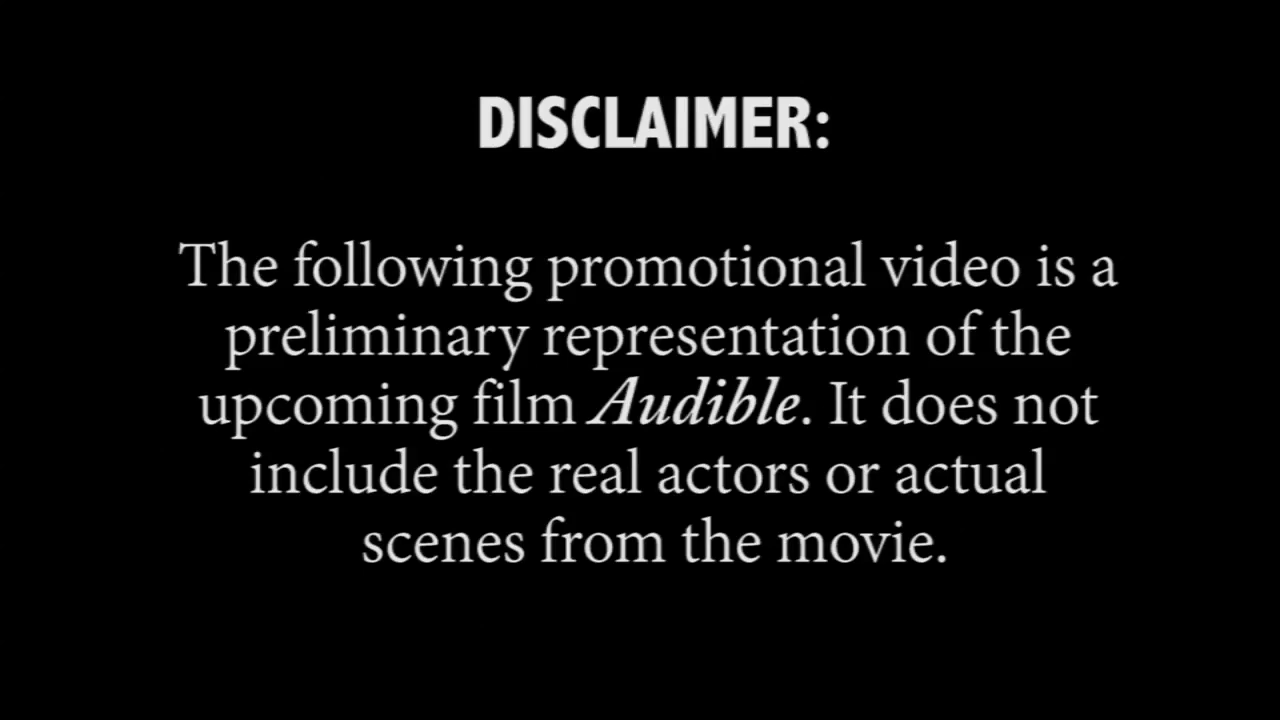 DISCLAIMER:
The following promotional video is a
preliminary representation of the
upcoming film Audible. It does not
include the real actors or actual
scenes from the movie.